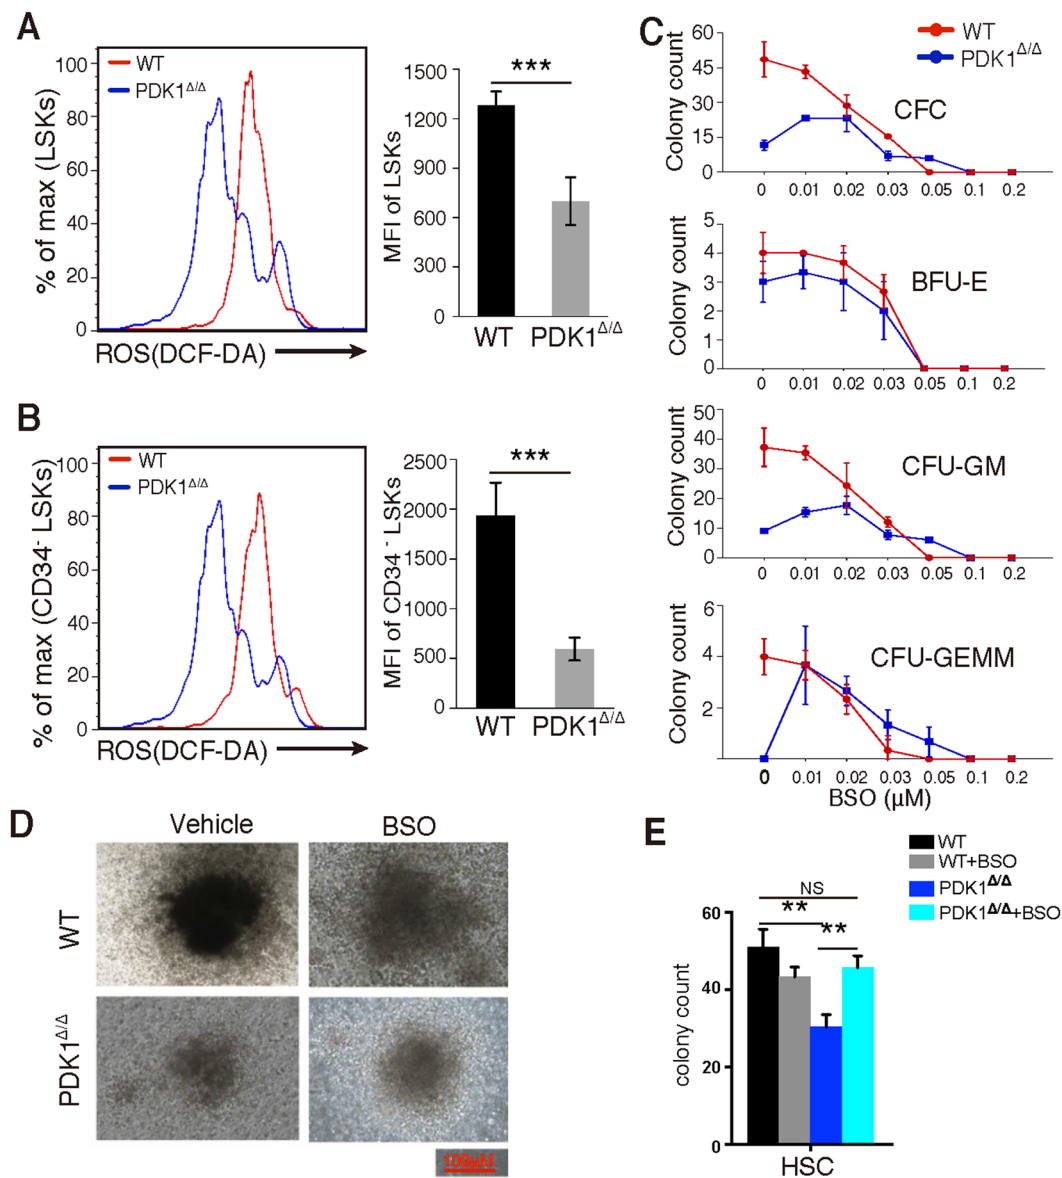 A
WT
PDK1Δ/Δ
100
80
60
40
20
0
% of max (LSKs)
ROS(DCF-DA)
***
1500
1200
900
600
300
0
MFI of LSKs
WT PDK1Δ/Δ
B
WT
PDK1Δ/Δ
100
80
60
40
20
0
% of max (CD34- LSKs)
ROS(DCF-DA)
***
2500
2000
1500
1000
500
0
MFI of CD34- LSKs
WT PDK1Δ/Δ
C
WT
PDK1Δ/Δ
CFC
Colony count
60
45
30
15
0
0 0.01 0.02 0.03 0.05 0.1 0.2
BFU-E
Colony count
5
4
3
2
1
0
0 0.01 0.02 0.03 0.05 0.1 0.2
CFU-GM
Colony count
50
40
30
20
10
0
0 0.01 0.02 0.03 0.05 0.1 0.2
CFU-GEMM
Colony count
6
4
2
0 0.01 0.02 0.03 0.05 0.1 0.2
BSO (µM)
D
Vehicle BSO
WT
PDK1Δ/Δ
100µM
E
WT
WT+BSO
PDK1Δ/Δ
PDK1Δ/Δ+BSO
NS
**
**
60
40
20
0
colony count
HSC